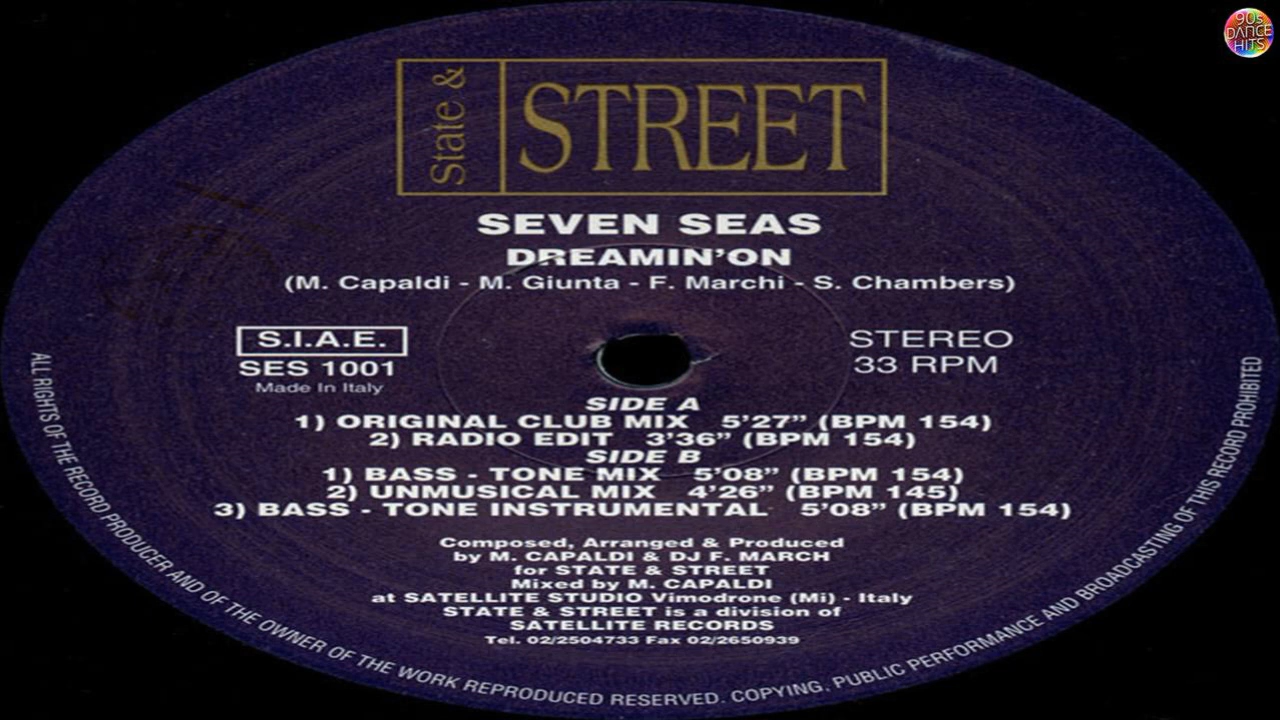 90s
DANCE
HITS
State & STREET
SEVEN SEAS
DREAMIN'ON
(M. Capaldi - M. Giunta - F. Marchi - S. Chambers)
S.I.A.E.
SES 1001
Made In Italy
STEREO
33 RPM
SIDE A
1) ORIGINAL CLUB MIX 5'27” (BPM 154)
2) RADIO EDIT 3'36” (BPM 154)
SIDE B
1) BASS - TONE MIX 5'08” (BPM 154)
2) UNMUSICAL MIX 4'26” (BPM 145)
3) BASS - TONE INSTRUMENTAL 5'08” (BPM 154)
Composed, Arranged & Produced
by M. CAPALDI & DJ F. MARCH
for STATE & STREET
Mixed by M. CAPALDI
at SATELLITE STUDIO Vimodrone (Mi) - Italy
STATE & STREET is a division of
SATELLITE RECORDS
Tel. 02/2504733 Fax 02/2650939
ALL RIGHTS OF THE RECORD PRODUCER AND OF THE OWNER OF THE WORK REPRODUCED RESERVED. COPYING, PUBLIC PERFORMANCE AND BROADCASTING OF THIS RECORD PROHIBITED